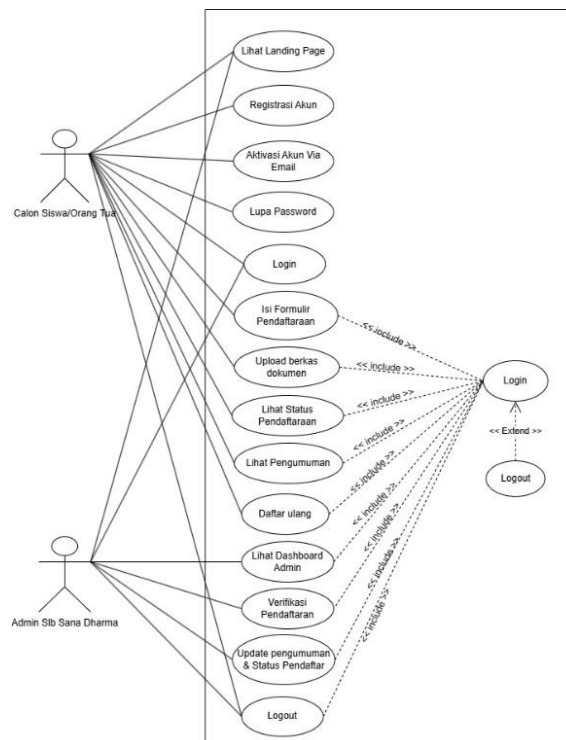 Lihat Landing Page
Registrasi Akun
Aktivasi Akun Via
Email
Calon Siswa/Orang Tua
Lupa Password
Login
Isi Formulir
Pendaftaraan
<< include >>
Upload berkas
dokumen
<< include >>
Login
Lihat Status
Pendaftaraan
<< include >>
<< Extend >>
Lihat Pengumuman
<< include >>
Logout
Daftar ulang
<< include >>
Lihat Dashboard
Admin
<< include >>
Verifikasi
Pendaftaran
<< include >>
Admin Slb Sana Dharma
Update pengumuman
& Status Pendaftar
<< include >>
Logout
<< include >>